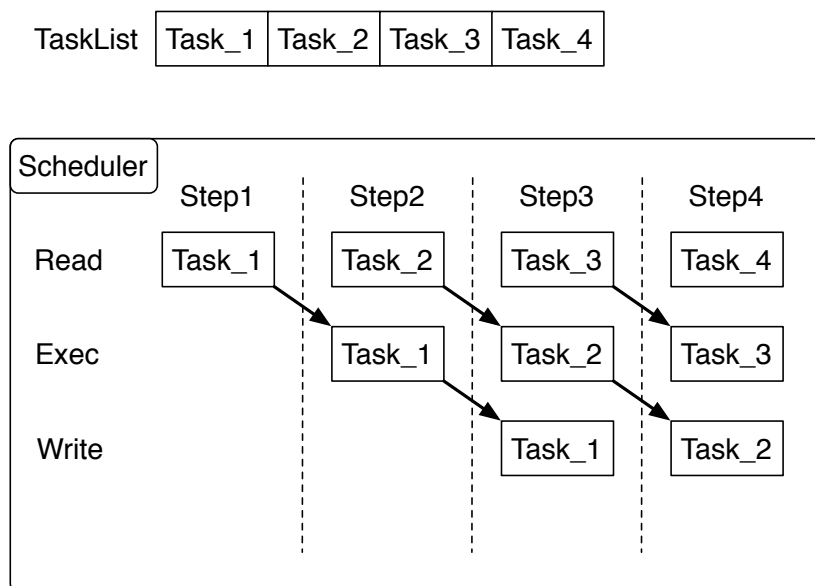 TaskList Task_1 Task_2 Task_3 Task_4
Scheduler
Step1 Step2 Step3 Step4
Read Task_1 Task_2 Task_3 Task_4
Exec Task_1 Task_2 Task_3
Write Task_1 Task_2